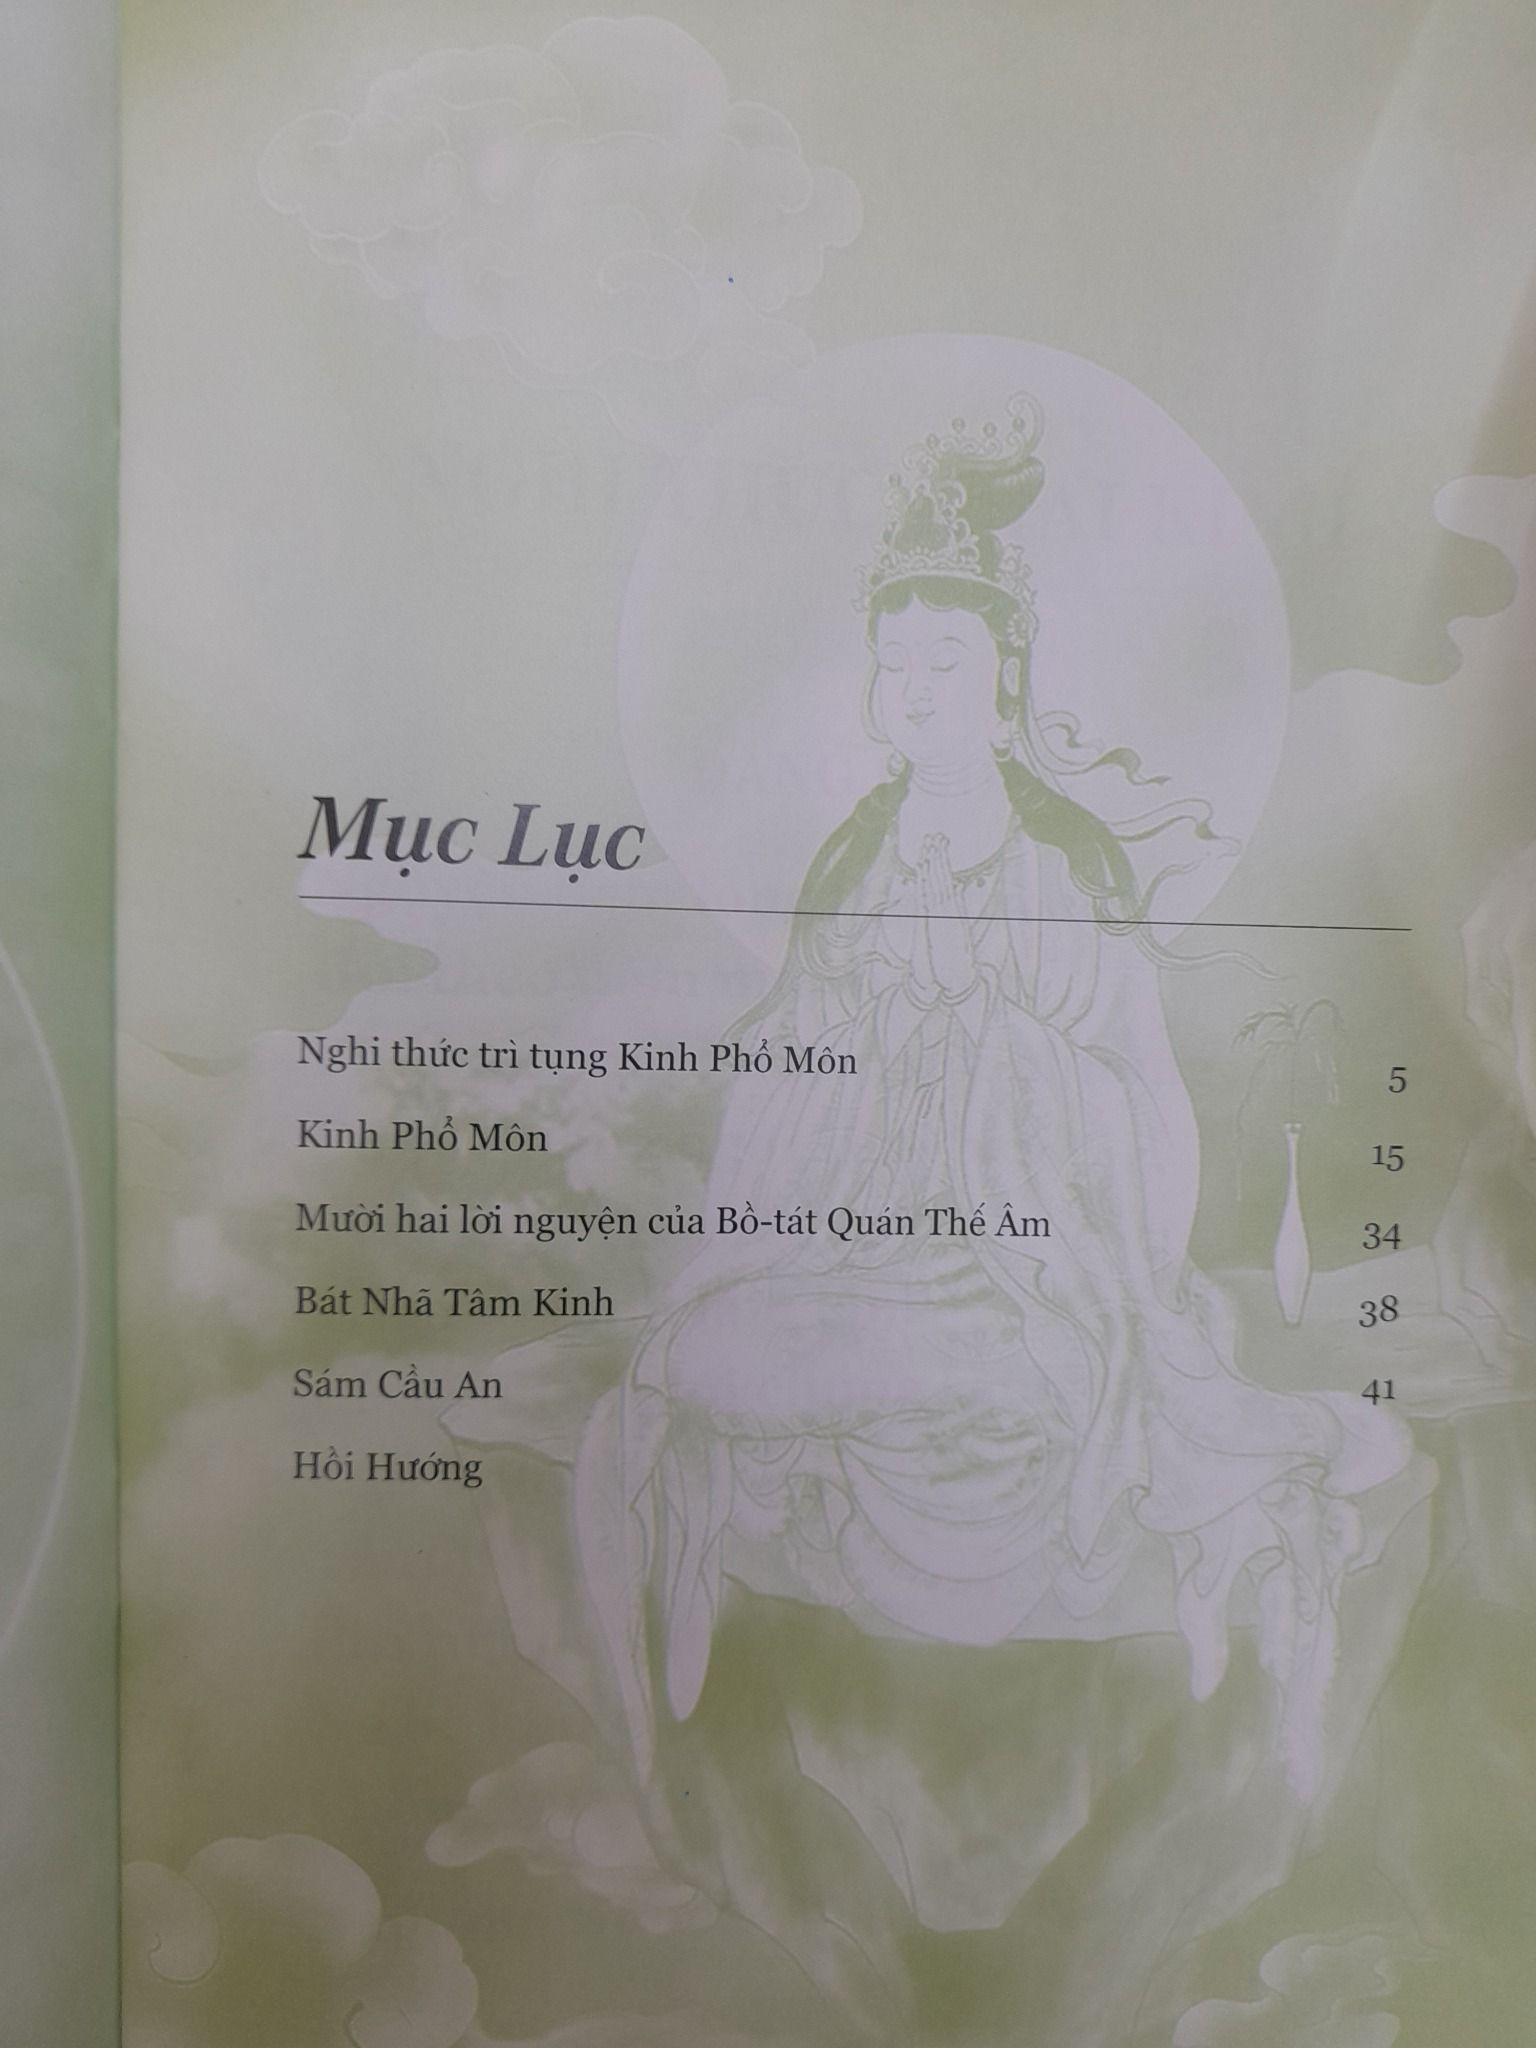 Mục Lục
Nghi thức trì tụng Kinh Phổ Môn 5
Kinh Phổ Môn 15
Mười hai lời nguyện của Bồ-tát Quán Thế Âm 34
Bát Nhã Tâm Kinh 38
Sám Cầu An 41
Hồi Hướng